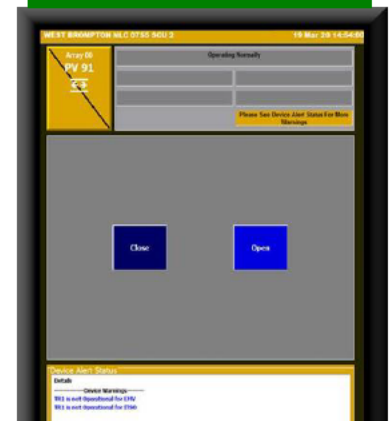 WEST BROMPTON NLC 0755 SCU 3 19 Mar 20 14:54:00
Array 00
PV 91
Operating Normally
Please See Device Alert Status For More
Warnings
Close
Open
Device Alert Status
Details
Device Warnings
is not Operational for EMV
is not Operational for